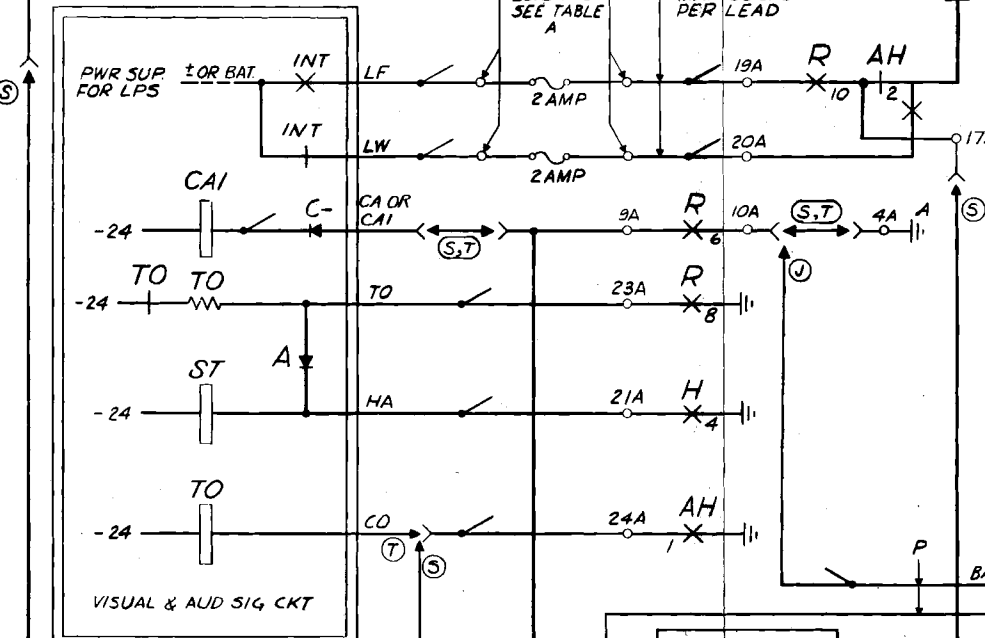 SEE TABLE
A
PER LEAD
PWR SUP. ± OR BAT.
FOR LPS
INT
LF
2 AMP
19A
R
10
AH
2
S
INT
LW
2 AMP
20A
17
CAI
-24
C-
CA OR
CAI
S,T
9A
R
6
10A
S,T
4A
A
S
J
TO
TO
-24
TO
23A
R
8
A
ST
-24
HA
21A
H
4
TO
-24
CO
T
S
24A
AH
1
P
BA
VISUAL & AUD SIG CKT